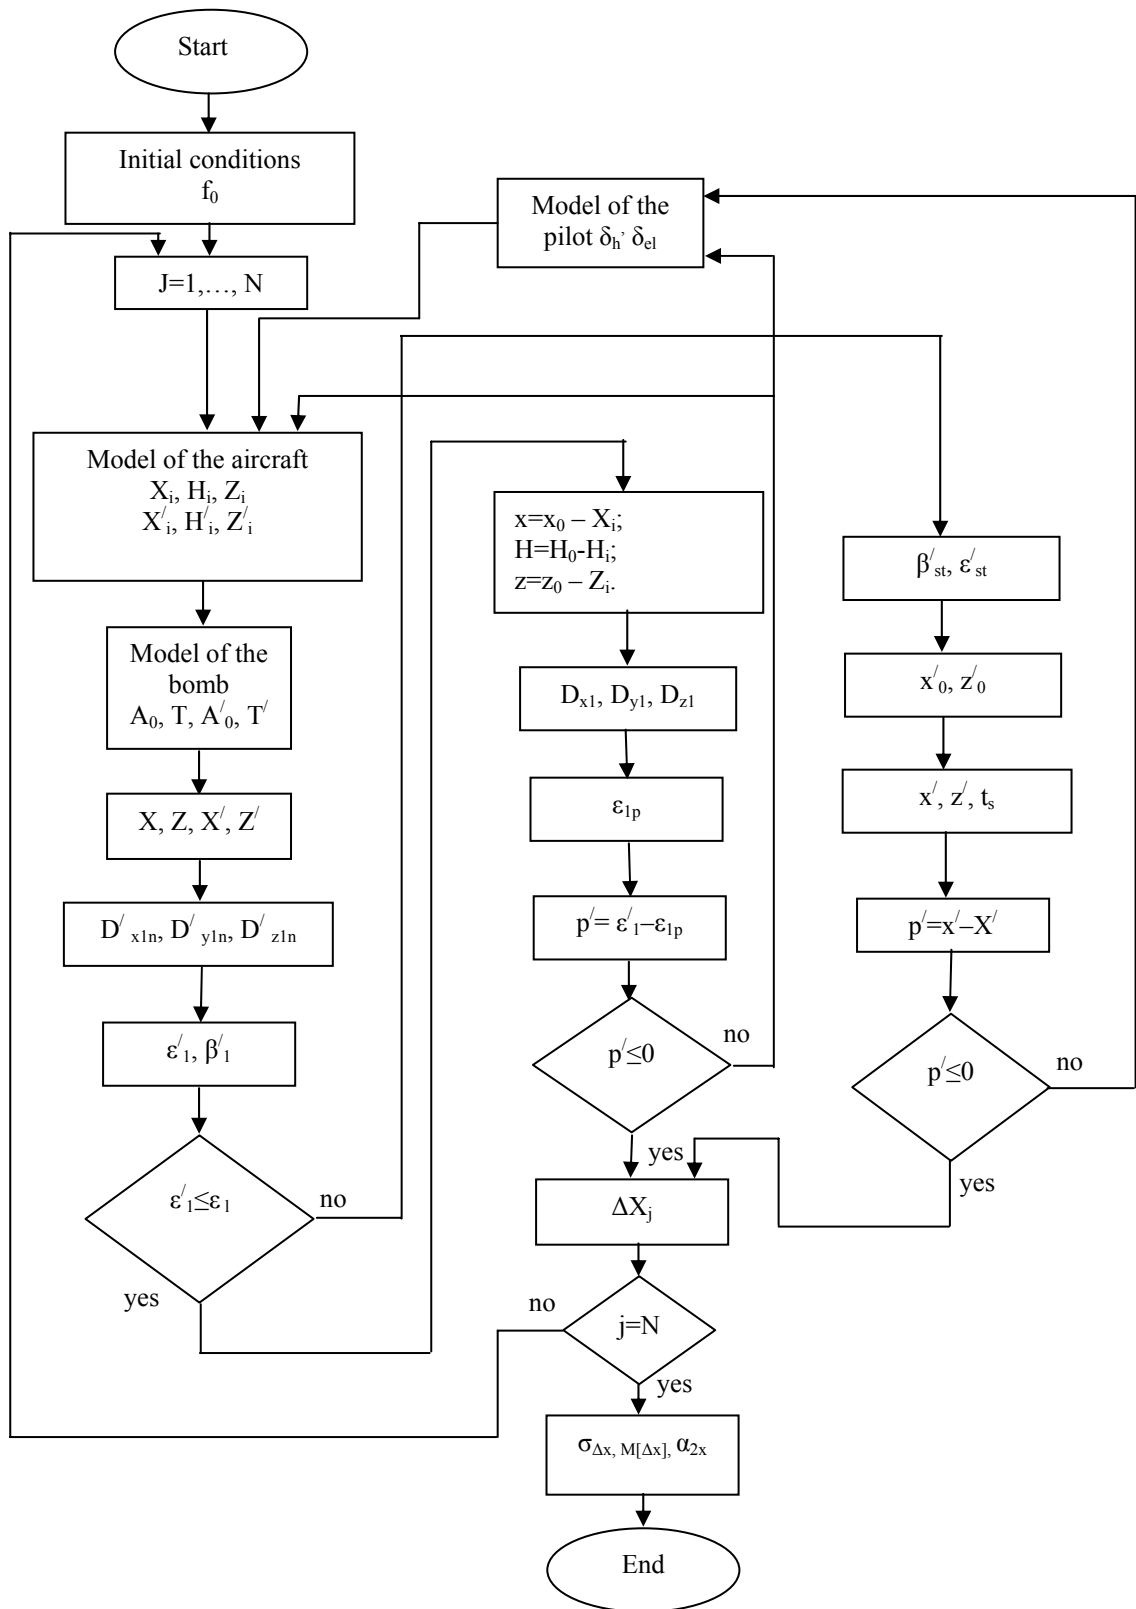 Start
Initial conditions
f₀
Model of the
pilot δₕ, δₑₗ
J=1,…, N
Model of the aircraft
Xᵢ, Hᵢ, Zᵢ
X′ᵢ, H′ᵢ, Z′ᵢ
x=x₀ – Xᵢ;
H=H₀-Hᵢ;
z=z₀ – Zᵢ.
β′st, ε′st
Model of the
bomb
A₀, T, A′₀, T′
Dx1, Dy1, Dz1
x′₀, z′₀
X, Z, X′, Z′
ε1p
x′, z′, ts
D′x1n, D′y1n, D′z1n
p′= ε′₁–ε1p
p′=x′–X′
ε′₁, β′₁
p′≤0
no
p′≤0
no
yes
yes
ε′₁≤ε₁
no
yes
ΔXⱼ
no
j=N
yes
σΔx, M[Δx], α2x
End